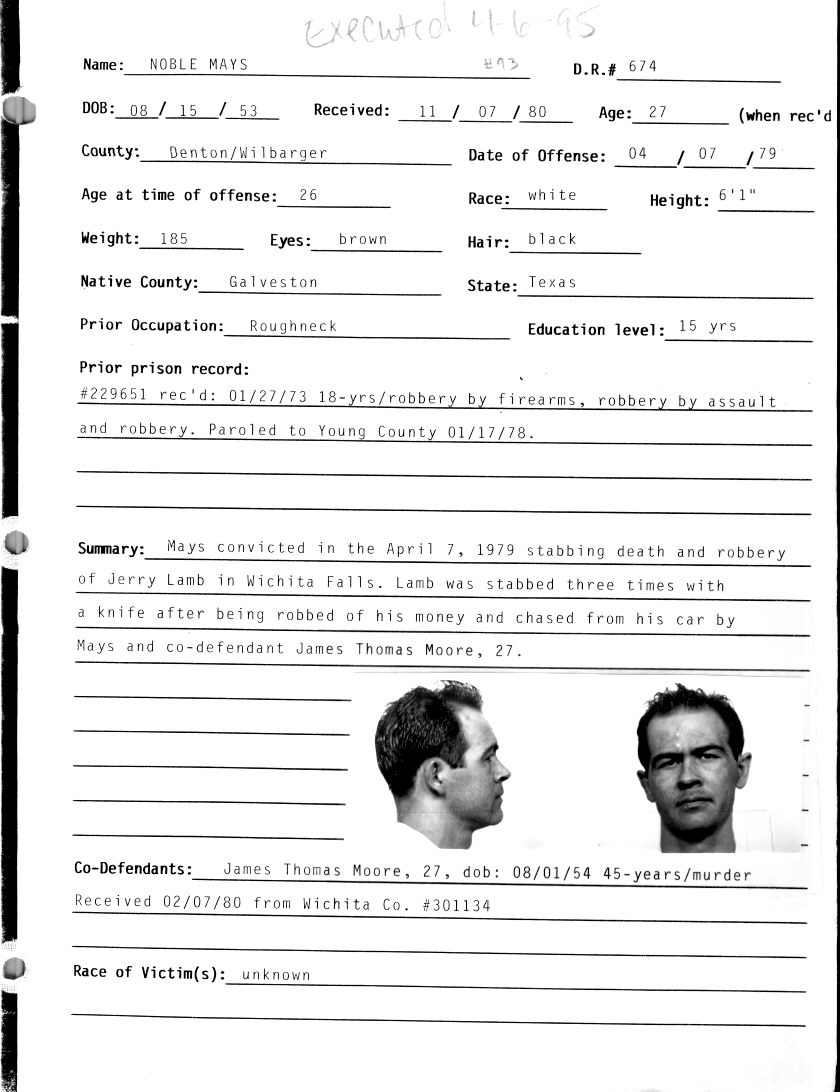 Executed 4-6-95
Name: NOBLE MAYS #93 D.R.# 674
DOB: 08 / 15 / 53 Received: 11 / 07 / 80 Age: 27 (when rec'd
County: Denton/Wilbarger Date of Offense: 04 / 07 / 79
Age at time of offense: 26 Race: white Height: 6'1"
Weight: 185 Eyes: brown Hair: black
Native County: Galveston State: Texas
Prior Occupation: Roughneck Education level: 15 yrs
Prior prison record:
#229651 rec'd: 01/27/73 18-yrs/robbery by firearms, robbery by assault
and robbery. Paroled to Young County 01/17/78.
Summary: Mays convicted in the April 7, 1979 stabbing death and robbery
of Jerry Lamb in Wichita Falls. Lamb was stabbed three times with
a knife after being robbed of his money and chased from his car by
Mays and co-defendant James Thomas Moore, 27.
Co-Defendants: James Thomas Moore, 27, dob: 08/01/54 45-years/murder
Received 02/07/80 from Wichita Co. #301134
Race of Victim(s): unknown